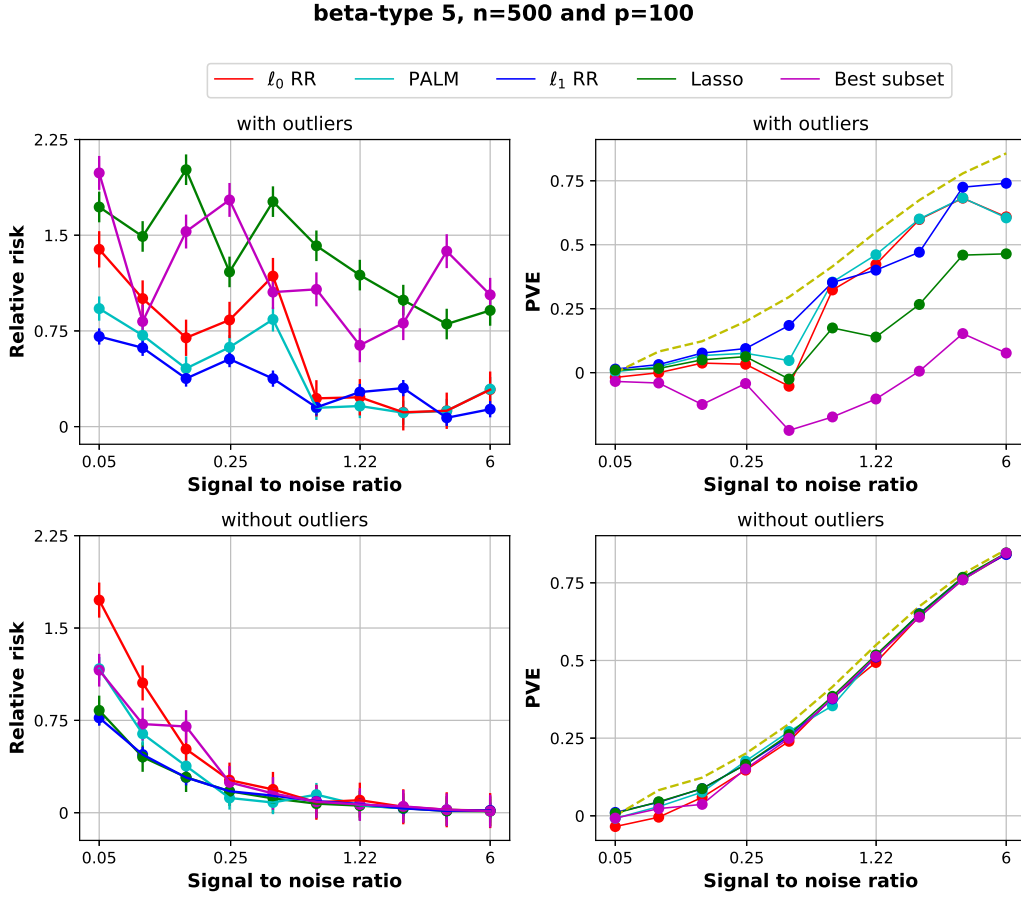 beta-type 5, n=500 and p=100
ℓ0 RR PALM ℓ1 RR Lasso Best subset
with outliers
2.25
1.5
0.75
0
Relative risk
0.05 0.25 1.22 6
Signal to noise ratio
with outliers
0.75
0.5
0.25
0
PVE
0.05 0.25 1.22 6
Signal to noise ratio
without outliers
2.25
1.5
0.75
0
Relative risk
0.05 0.25 1.22 6
Signal to noise ratio
without outliers
0.75
0.5
0.25
0
PVE
0.05 0.25 1.22 6
Signal to noise ratio